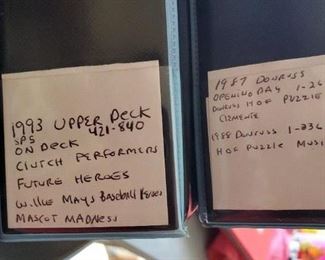 1993 UPPER DECK
421-840
SPS
ON DECK
CLUTCH PERFORMERS
FUTURE HEROES
Willie Mays Baseball Heroes
MASCOT MADNESS
1987 DONRUSS
OPENING DAY 1-26
DONRUSS HOF PUZZLE
CLEMENTE
1988 DONRUSS 1-336
HOF PUZZLE MUSI